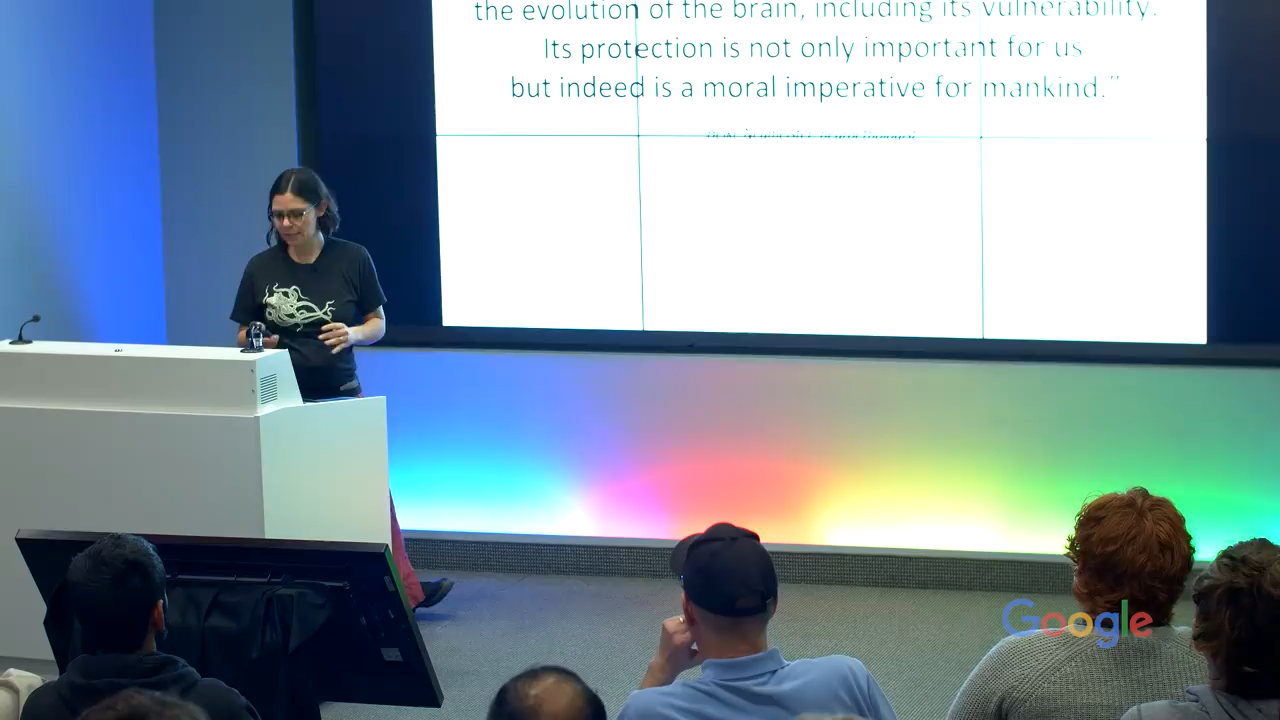 the evolution of the brain, including its vulnerability.
Its protection is not only important for us
but indeed is a moral imperative for mankind."
Google